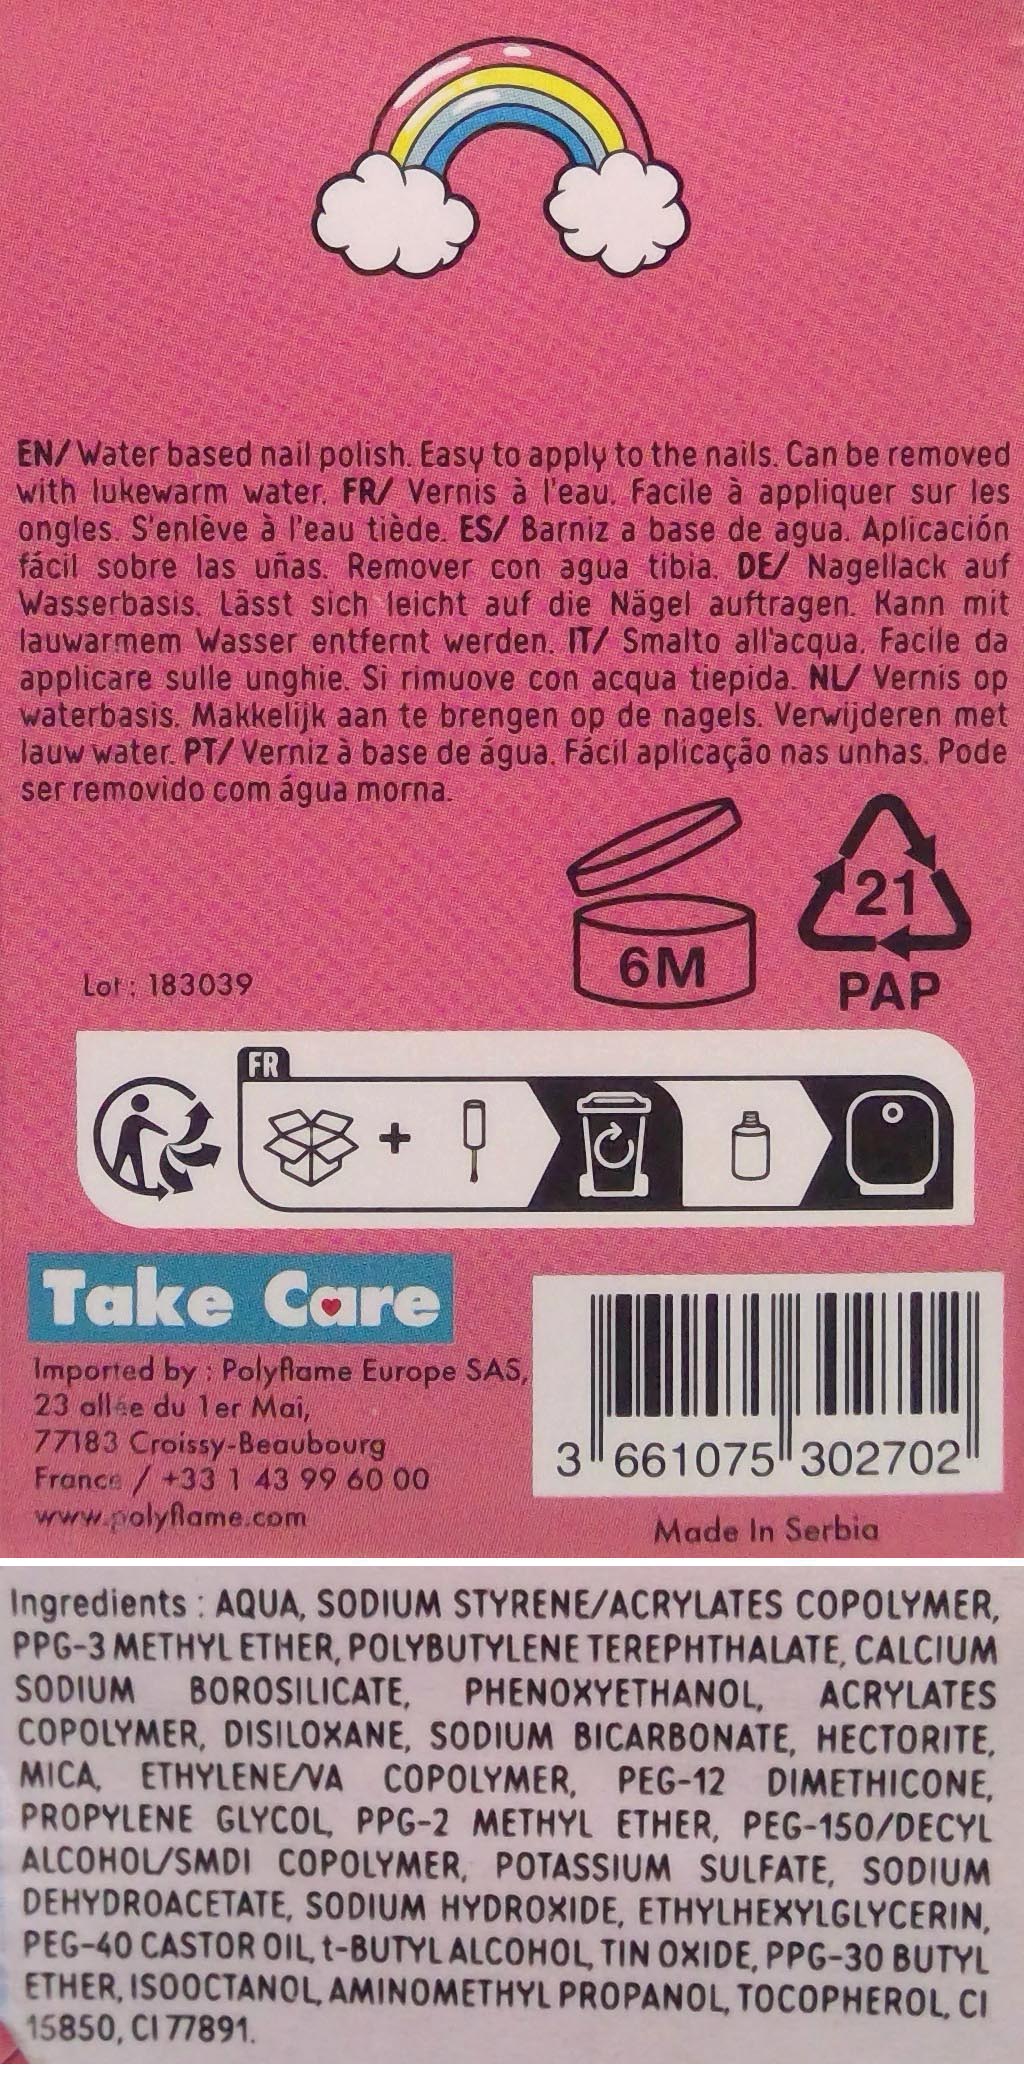 EN/ Water based nail polish. Easy to apply to the nails. Can be removed
with lukewarm water. FR/ Vernis à l'eau. Facile à appliquer sur les
ongles. S'enlève à l'eau tiède. ES/ Barniz a base de agua. Aplicación
fácil sobre las uñas. Remover con agua tibia. DE/ Nagellack auf
Wasserbasis. Lässt sich leicht auf die Nägel auftragen. Kann mit
lauwarmem Wasser entfernt werden. IT/ Smalto all'acqua. Facile da
applicare sulle unghie. Si rimuove con acqua tiepida. NL/ Vernis op
waterbasis. Makkelijk aan te brengen op de nagels. Verwijderen met
lauw water. PT/ Verniz à base de água. Fácil aplicação nas unhas. Pode
ser removido com água morna.
6M
21
PAP
Lot : 183039
FR
Take Care
Imported by : Polyflame Europe SAS,
23 allée du 1er Mai,
77183 Croissy-Beaubourg
France / +33 1 43 99 60 00
www.polyflame.com
3 661075 302702
Made In Serbia
Ingredients : AQUA, SODIUM STYRENE/ACRYLATES COPOLYMER,
PPG-3 METHYL ETHER, POLYBUTYLENE TEREPHTHALATE, CALCIUM
SODIUM BOROSILICATE, PHENOXYETHANOL, ACRYLATES
COPOLYMER, DISILOXANE, SODIUM BICARBONATE, HECTORITE,
MICA, ETHYLENE/VA COPOLYMER, PEG-12 DIMETHICONE,
PROPYLENE GLYCOL, PPG-2 METHYL ETHER, PEG-150/DECYL
ALCOHOL/SMDI COPOLYMER, POTASSIUM SULFATE, SODIUM
DEHYDROACETATE, SODIUM HYDROXIDE, ETHYLHEXYLGLYCERIN,
PEG-40 CASTOR OIL, t-BUTYL ALCOHOL, TIN OXIDE, PPG-30 BUTYL
ETHER, ISOOCTANOL, AMINOMETHYL PROPANOL, TOCOPHEROL, CI
15850, CI 77891.